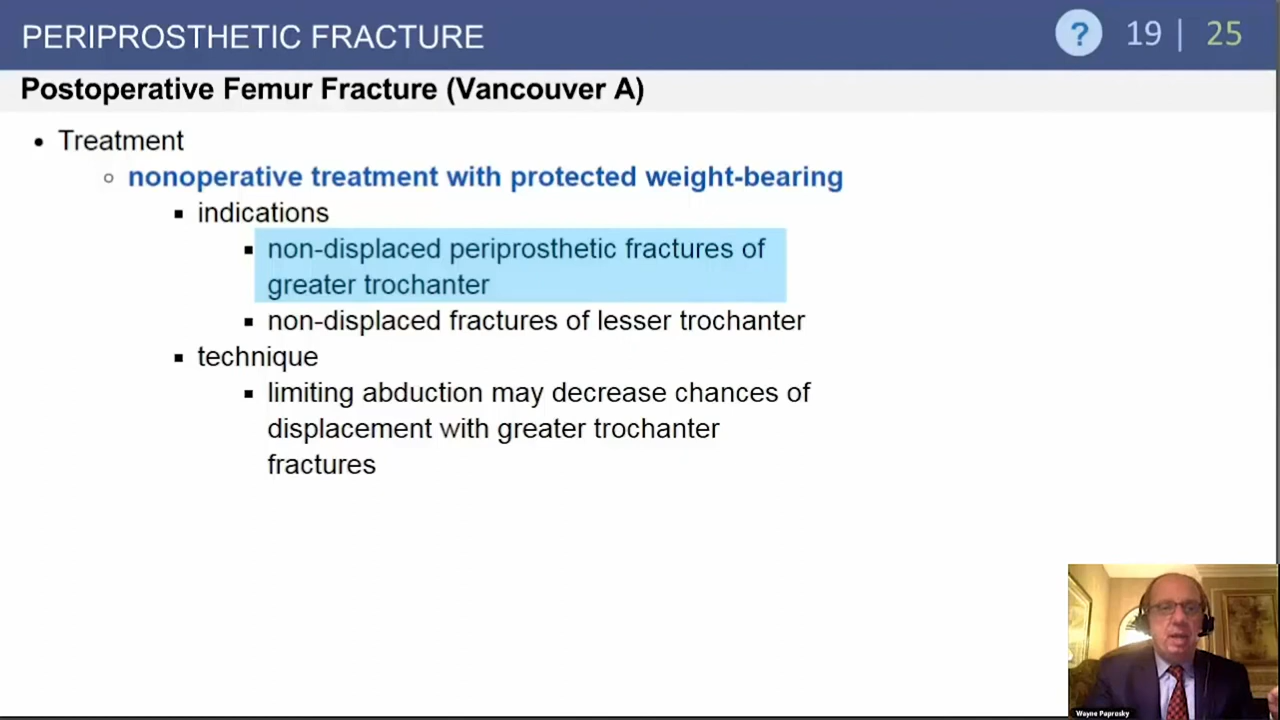 PERIPROSTHETIC FRACTURE
? 19 | 25
Postoperative Femur Fracture (Vancouver A)
• Treatment
○ nonoperative treatment with protected weight-bearing
▪ indications
▪ non-displaced periprosthetic fractures of
greater trochanter
▪ non-displaced fractures of lesser trochanter
▪ technique
▪ limiting abduction may decrease chances of
displacement with greater trochanter
fractures
Wayne Paprosky